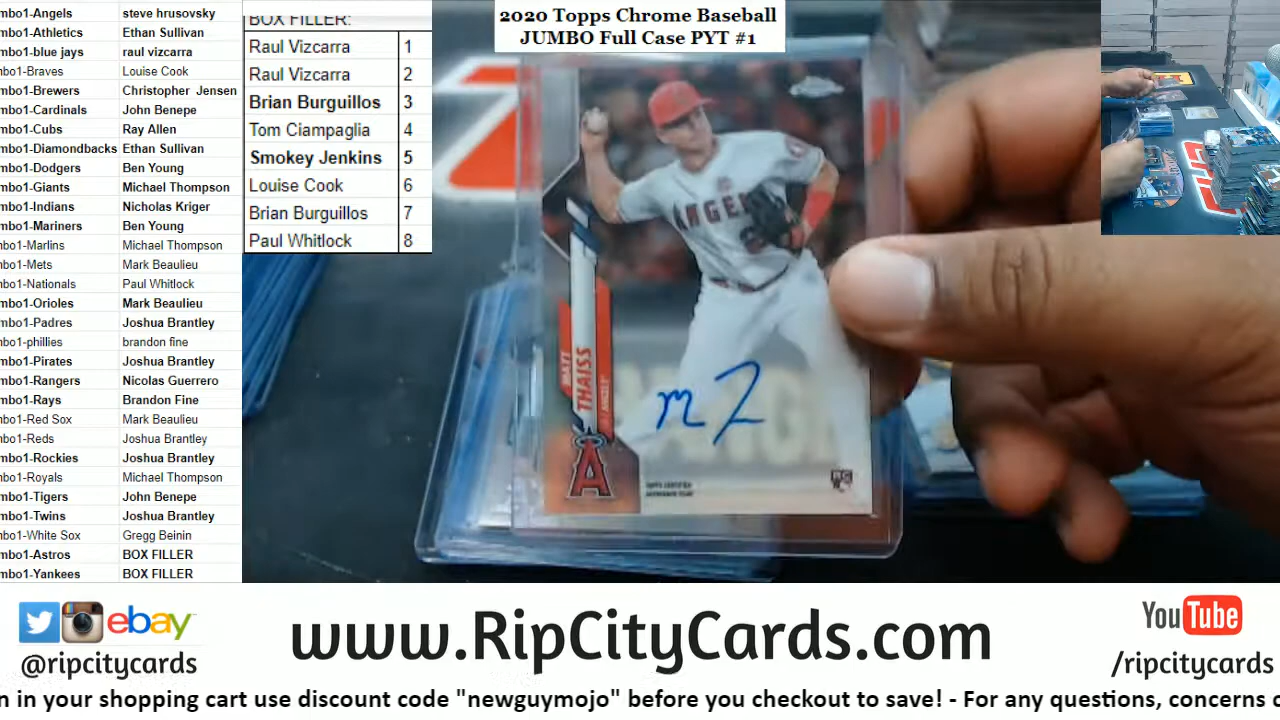 mbo1-Angels steve hrusovsky
mbo1-Athletics Ethan Sullivan
mbo1-blue jays raul vizcarra
mbo1-Braves Louise Cook
mbo1-Brewers Christopher Jensen
mbo1-Cardinals John Benepe
mbo1-Cubs Ray Allen
mbo1-Diamondbacks Ethan Sullivan
mbo1-Dodgers Ben Young
mbo1-Giants Michael Thompson
mbo1-Indians Nicholas Kriger
mbo1-Mariners Ben Young
mbo1-Marlins Michael Thompson
mbo1-Mets Mark Beaulieu
mbo1-Nationals Paul Whitlock
mbo1-Orioles Mark Beaulieu
mbo1-Padres Joshua Brantley
mbo1-phillies brandon fine
mbo1-Pirates Joshua Brantley
mbo1-Rangers Nicolas Guerrero
mbo1-Rays Brandon Fine
mbo1-Red Sox Mark Beaulieu
mbo1-Reds Joshua Brantley
mbo1-Rockies Joshua Brantley
mbo1-Royals Michael Thompson
mbo1-Tigers John Benepe
mbo1-Twins Joshua Brantley
mbo1-White Sox Gregg Beinin
mbo1-Astros BOX FILLER
mbo1-Yankees BOX FILLER
BOX FILLER:
Raul Vizcarra 1
Raul Vizcarra 2
Brian Burguillos 3
Tom Ciampaglia 4
Smokey Jenkins 5
Louise Cook 6
Brian Burguillos 7
Paul Whitlock 8
2020 Topps Chrome Baseball
JUMBO Full Case PYT #1
ANGE
MATT
THAISS
A
M T
TOPPS CERTIFIED
AUTOGRAPH ISSUE
RC
ebay
@ripcitycards
www.RipCityCards.com
YouTube
/ripcitycards
n in your shopping cart use discount code "newguymojo" before you checkout to save! - For any questions, concerns